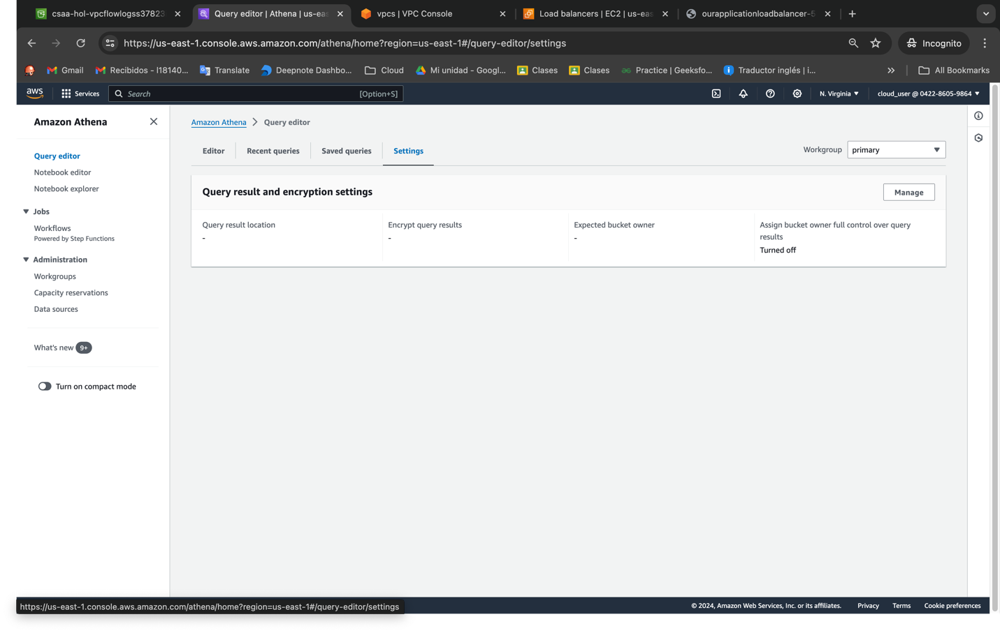 csaa-hol-vpcflowlogss37823
Query editor | Athena | us-eas
vpcs | VPC Console
Load balancers | EC2 | us-eas
ourapplicationloadbalancer-5
https://us-east-1.console.aws.amazon.com/athena/home?region=us-east-1#/query-editor/settings
Incognito
Gmail
Recibidos - l18140...
Translate
Deepnote Dashbo...
Cloud
Mi unidad - Googl...
Clases
Clases
Practice | Geeksfo...
Traductor inglés | i...
All Bookmarks
aws
Services
Search
[Option+S]
N. Virginia
cloud_user @ 0422-8605-9864
Amazon Athena
Query editor
Notebook editor
Notebook explorer
Jobs
Workflows
Powered by Step Functions
Administration
Workgroups
Capacity reservations
Data sources
What's new 9+
Turn on compact mode
Amazon Athena > Query editor
Editor
Recent queries
Saved queries
Settings
Workgroup
primary
Query result and encryption settings
Manage
Query result location
-
Encrypt query results
-
Expected bucket owner
-
Assign bucket owner full control over query
results
Turned off
https://us-east-1.console.aws.amazon.com/athena/home?region=us-east-1#/query-editor/settings
© 2024, Amazon Web Services, Inc. or its affiliates.
Privacy
Terms
Cookie preferences